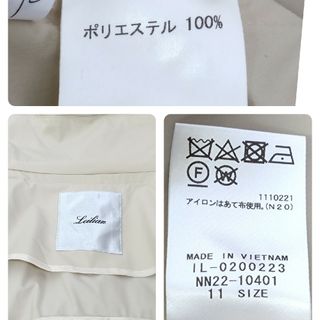 ポリエステル 100%
Lalian
F
W
1110221
アイロンはあて布使用。(N20)
MADE IN VIETNAM
IL-0200223
NN22-10401
11 SIZE